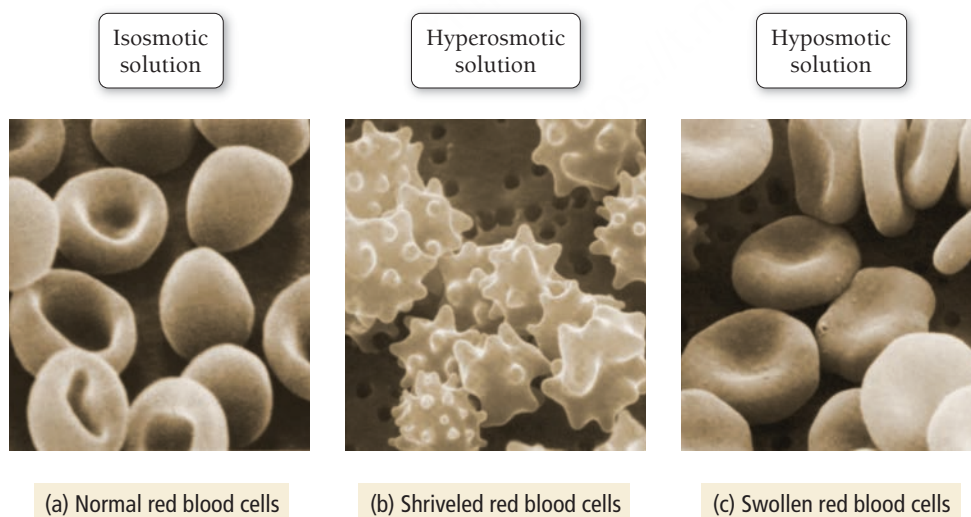 Isosmotic
solution
Hyperosmotic
solution
Hyposmotic
solution
(a) Normal red blood cells
(b) Shriveled red blood cells
(c) Swollen red blood cells